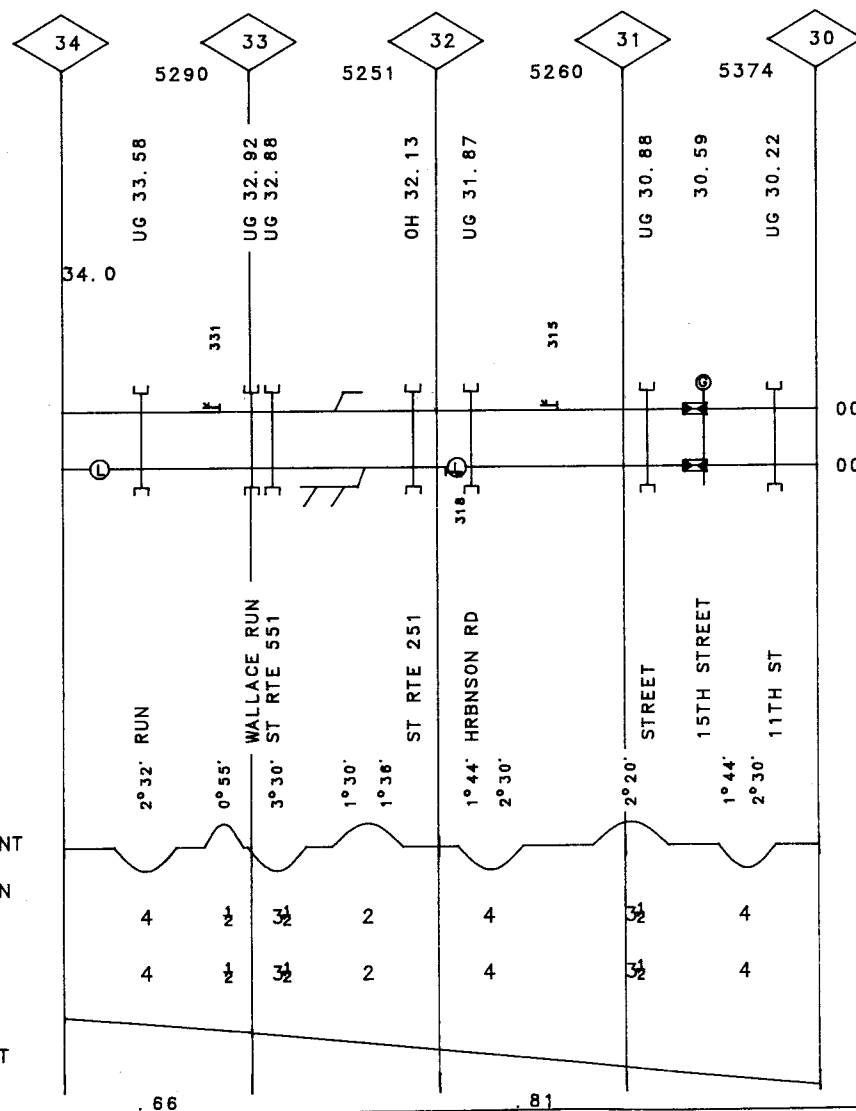 34 33 32 31 30
5290 5251 5260 5374
UG 33.58
UG 32.92
UG 32.88
OH 32.13
UG 31.87
UG 30.88
30.59
UG 30.22
34.0
331
315
G
00
L
L
00
318
RUN
WALLACE RUN
ST RTE 551
ST RTE 251
HRBNSON RD
STREET
15TH STREET
11TH ST
2°32'
0°55'
3°30'
1°30'
1°36'
1°44'
2°30'
2°20'
1°44'
2°30'
NT
N
4 ½ 3½ 2 4 3½ 4
4 ½ 3½ 2 4 3½ 4
T
.66 .81